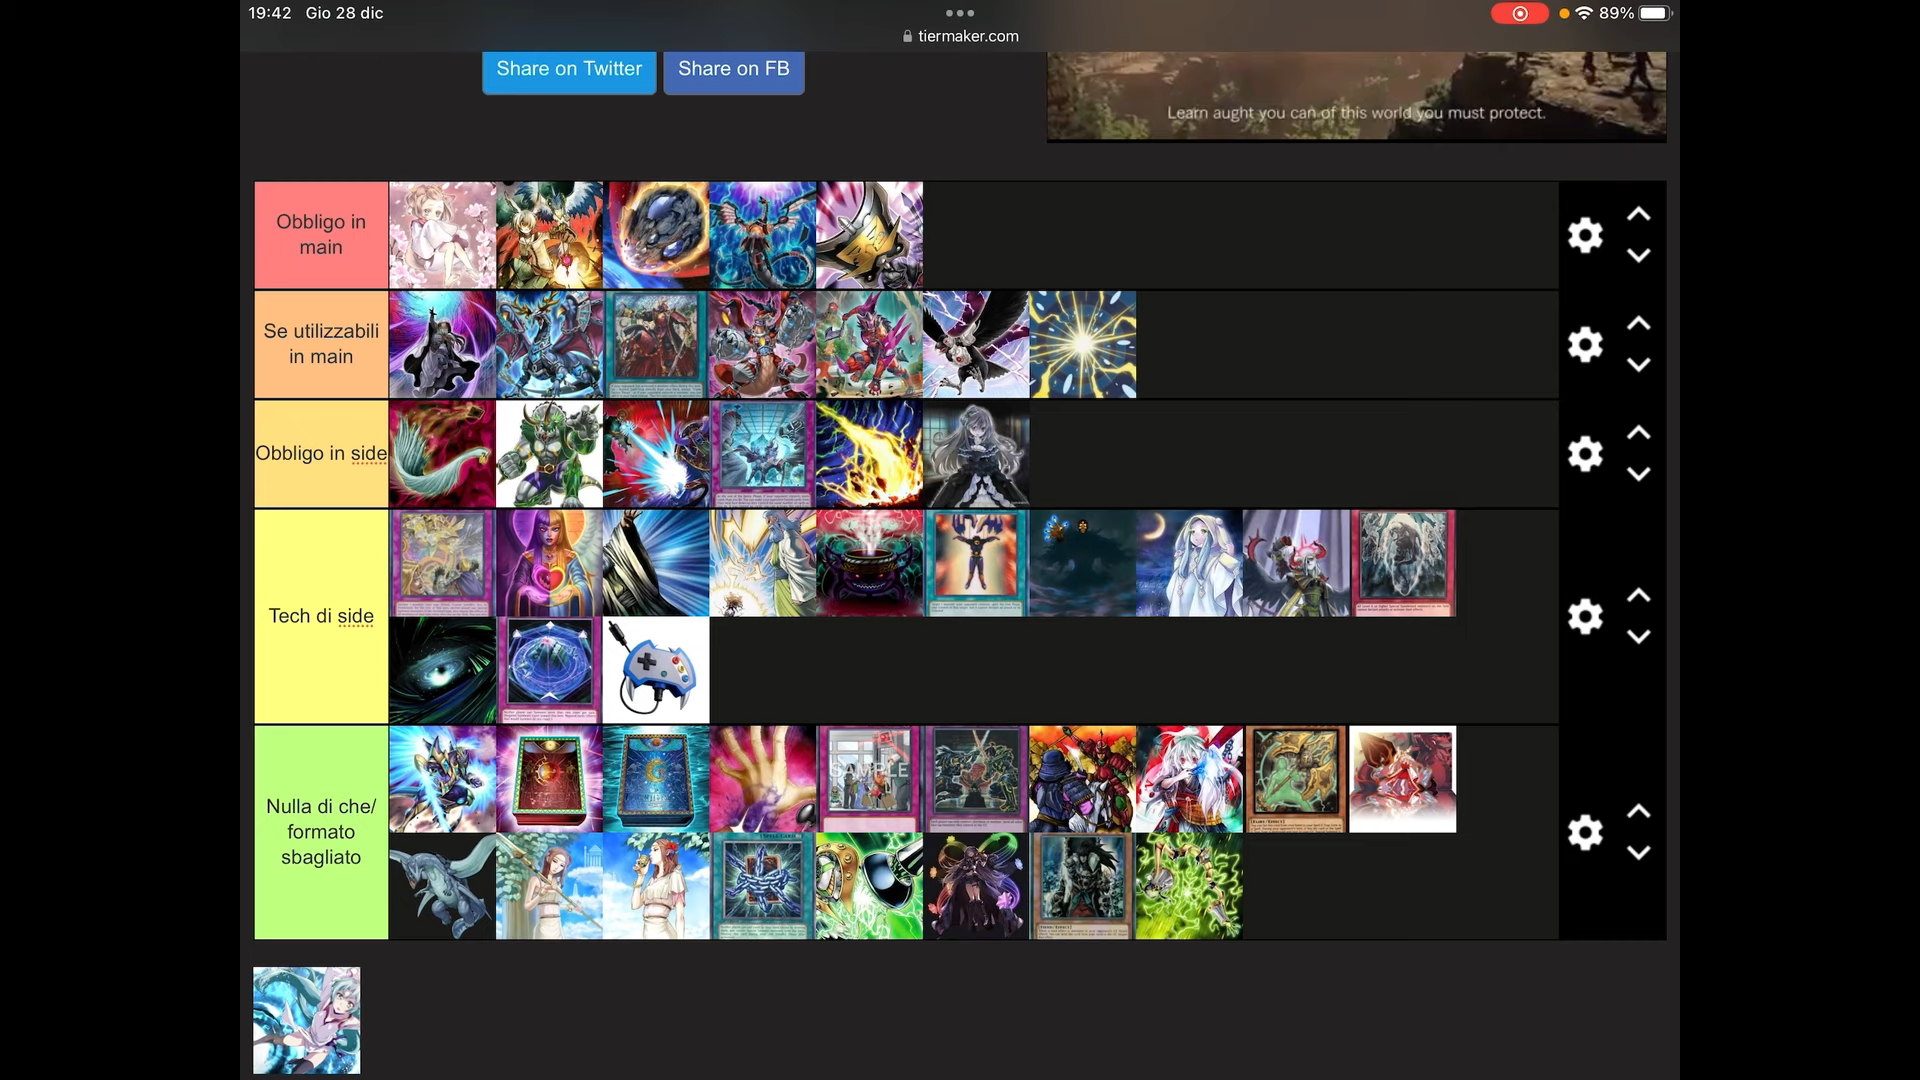 19:42 Gio 28 dic
89%
tiermaker.com
Share on Twitter
Share on FB
Learn aught you can of this world you must protect.
Obbligo in
main
Se utilizzabili
in main
Obbligo in side
Tech di side
Nulla di che/
formato
sbagliato
SAMPLE